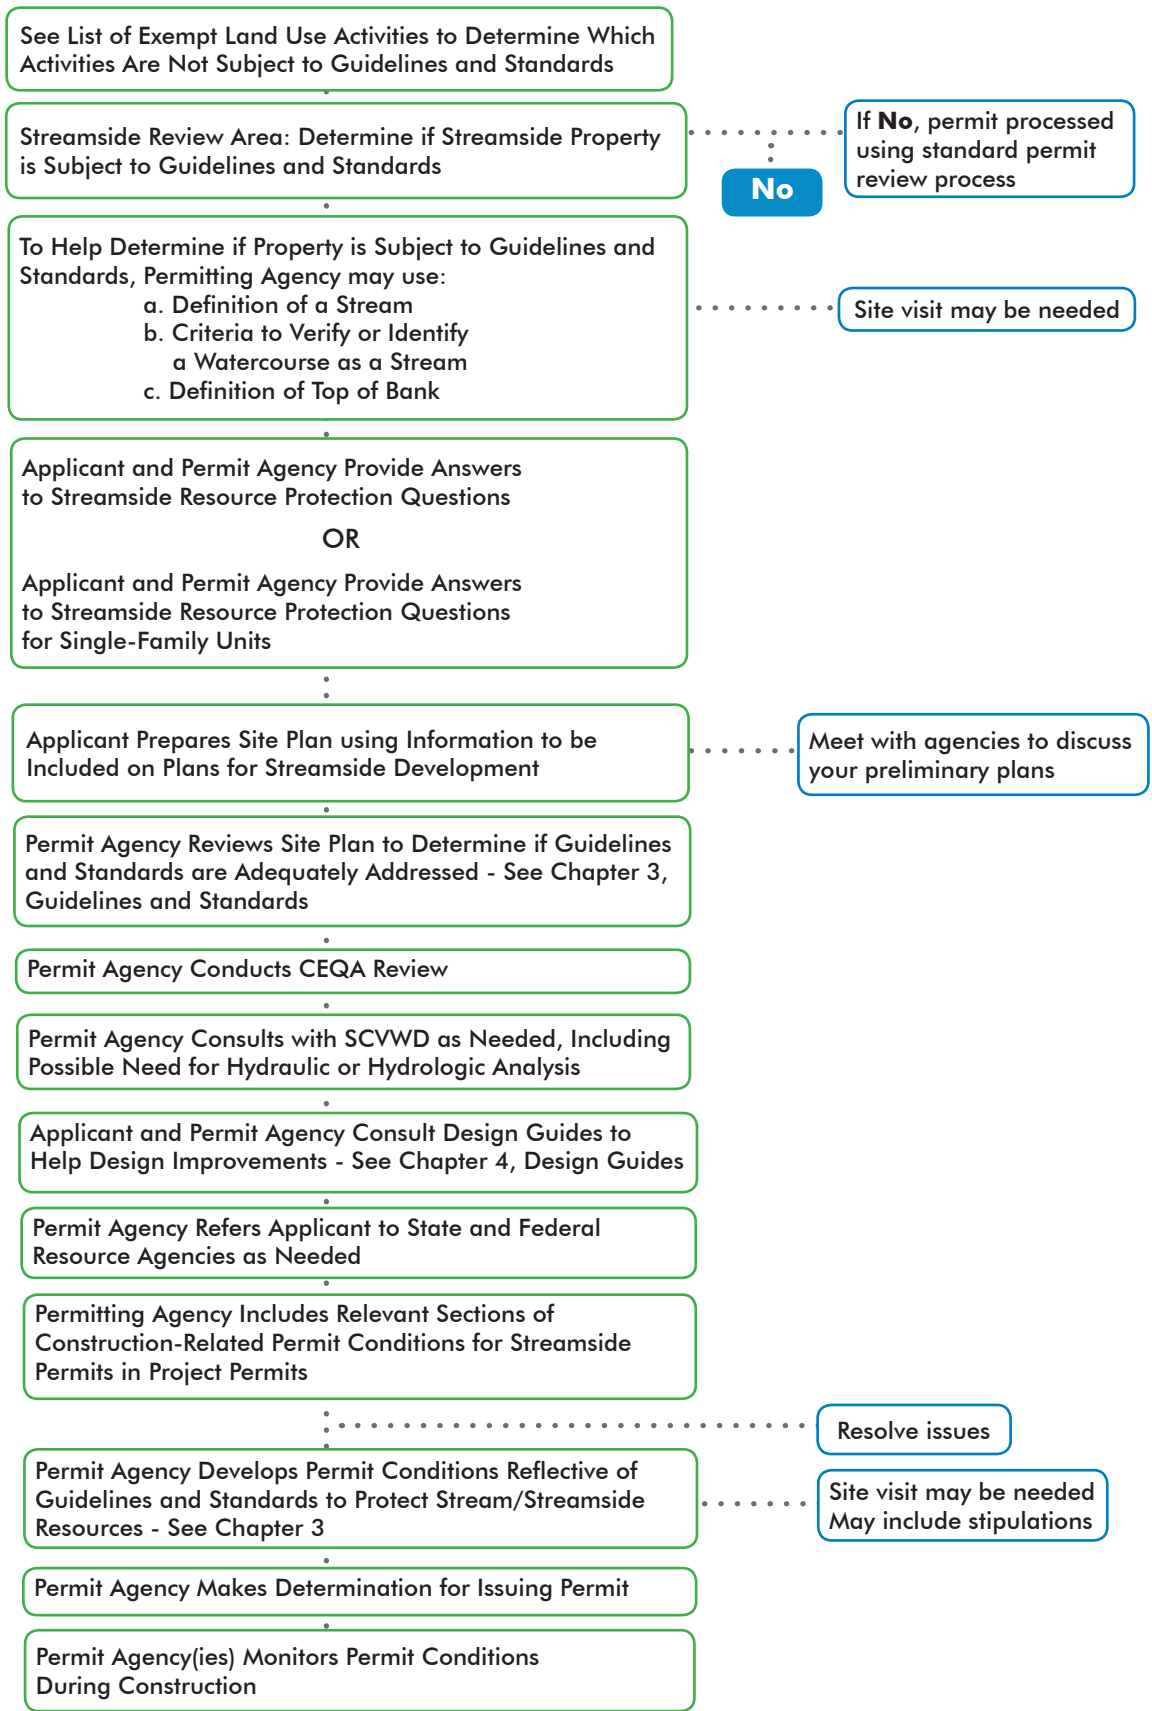 See List of Exempt Land Use Activities to Determine Which
Activities Are Not Subject to Guidelines and Standards
Streamside Review Area: Determine if Streamside Property
is Subject to Guidelines and Standards
If No, permit processed
using standard permit
review process
No
To Help Determine if Property is Subject to Guidelines and
Standards, Permitting Agency may use:
a. Definition of a Stream
b. Criteria to Verify or Identify
a Watercourse as a Stream
c. Definition of Top of Bank
Site visit may be needed
Applicant and Permit Agency Provide Answers
to Streamside Resource Protection Questions
OR
Applicant and Permit Agency Provide Answers
to Streamside Resource Protection Questions
for Single-Family Units
Applicant Prepares Site Plan using Information to be
Included on Plans for Streamside Development
Meet with agencies to discuss
your preliminary plans
Permit Agency Reviews Site Plan to Determine if Guidelines
and Standards are Adequately Addressed - See Chapter 3,
Guidelines and Standards
Permit Agency Conducts CEQA Review
Permit Agency Consults with SCVWD as Needed, Including
Possible Need for Hydraulic or Hydrologic Analysis
Applicant and Permit Agency Consult Design Guides to
Help Design Improvements - See Chapter 4, Design Guides
Permit Agency Refers Applicant to State and Federal
Resource Agencies as Needed
Permitting Agency Includes Relevant Sections of
Construction-Related Permit Conditions for Streamside
Permits in Project Permits
Resolve issues
Permit Agency Develops Permit Conditions Reflective of
Guidelines and Standards to Protect Stream/Streamside
Resources - See Chapter 3
Site visit may be needed
May include stipulations
Permit Agency Makes Determination for Issuing Permit
Permit Agency(ies) Monitors Permit Conditions
During Construction